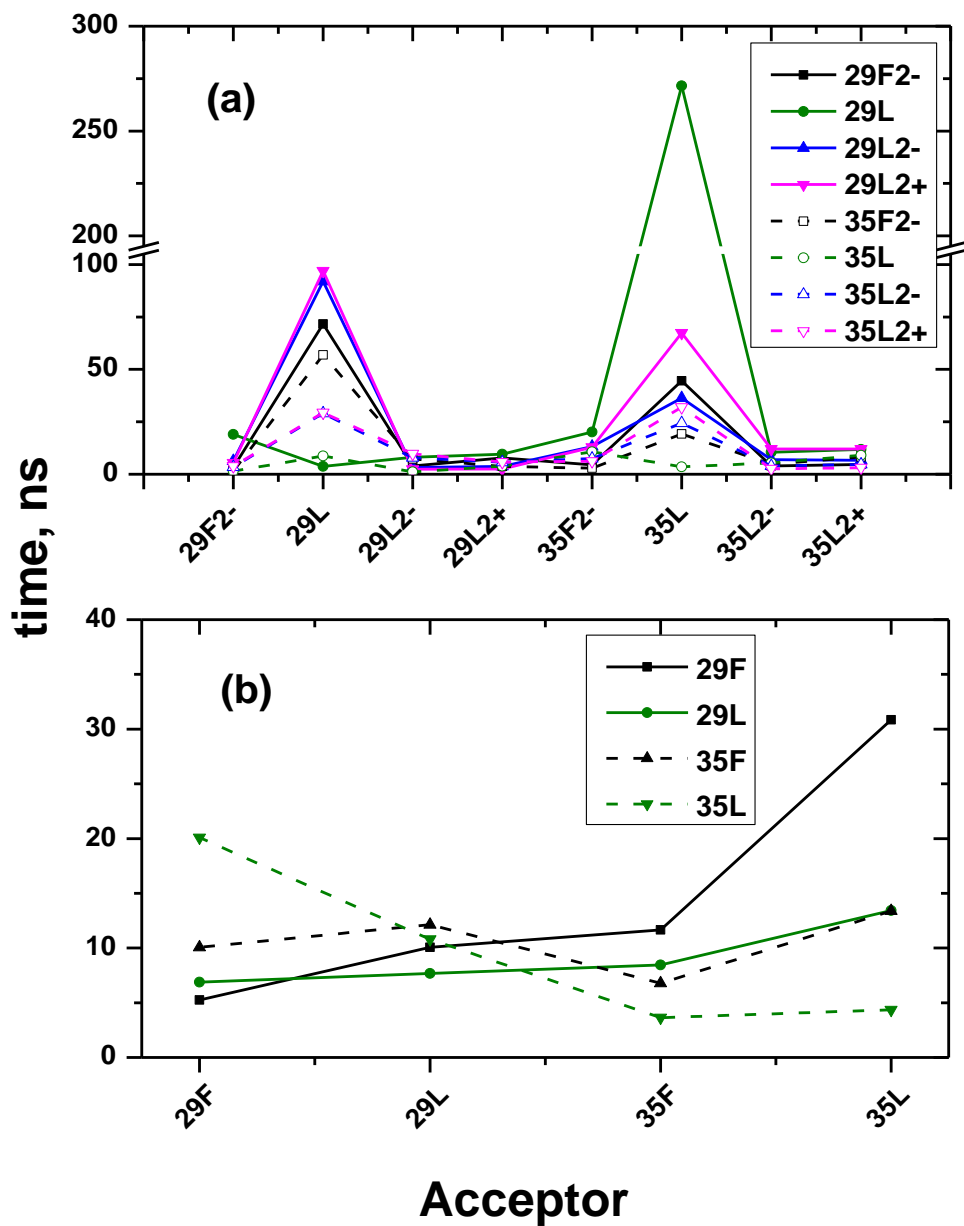 300
250
200
100
50
0
(a)
29F2-
29L
29L2-
29L2+
35F2-
35L
35L2-
35L2+
29F2-
29L
29L2-
29L2+
35F2-
35L
35L2-
35L2+
time, ns
40
30
20
10
0
(b)
29F
29L
35F
35L
29F
29L
35F
35L
Acceptor